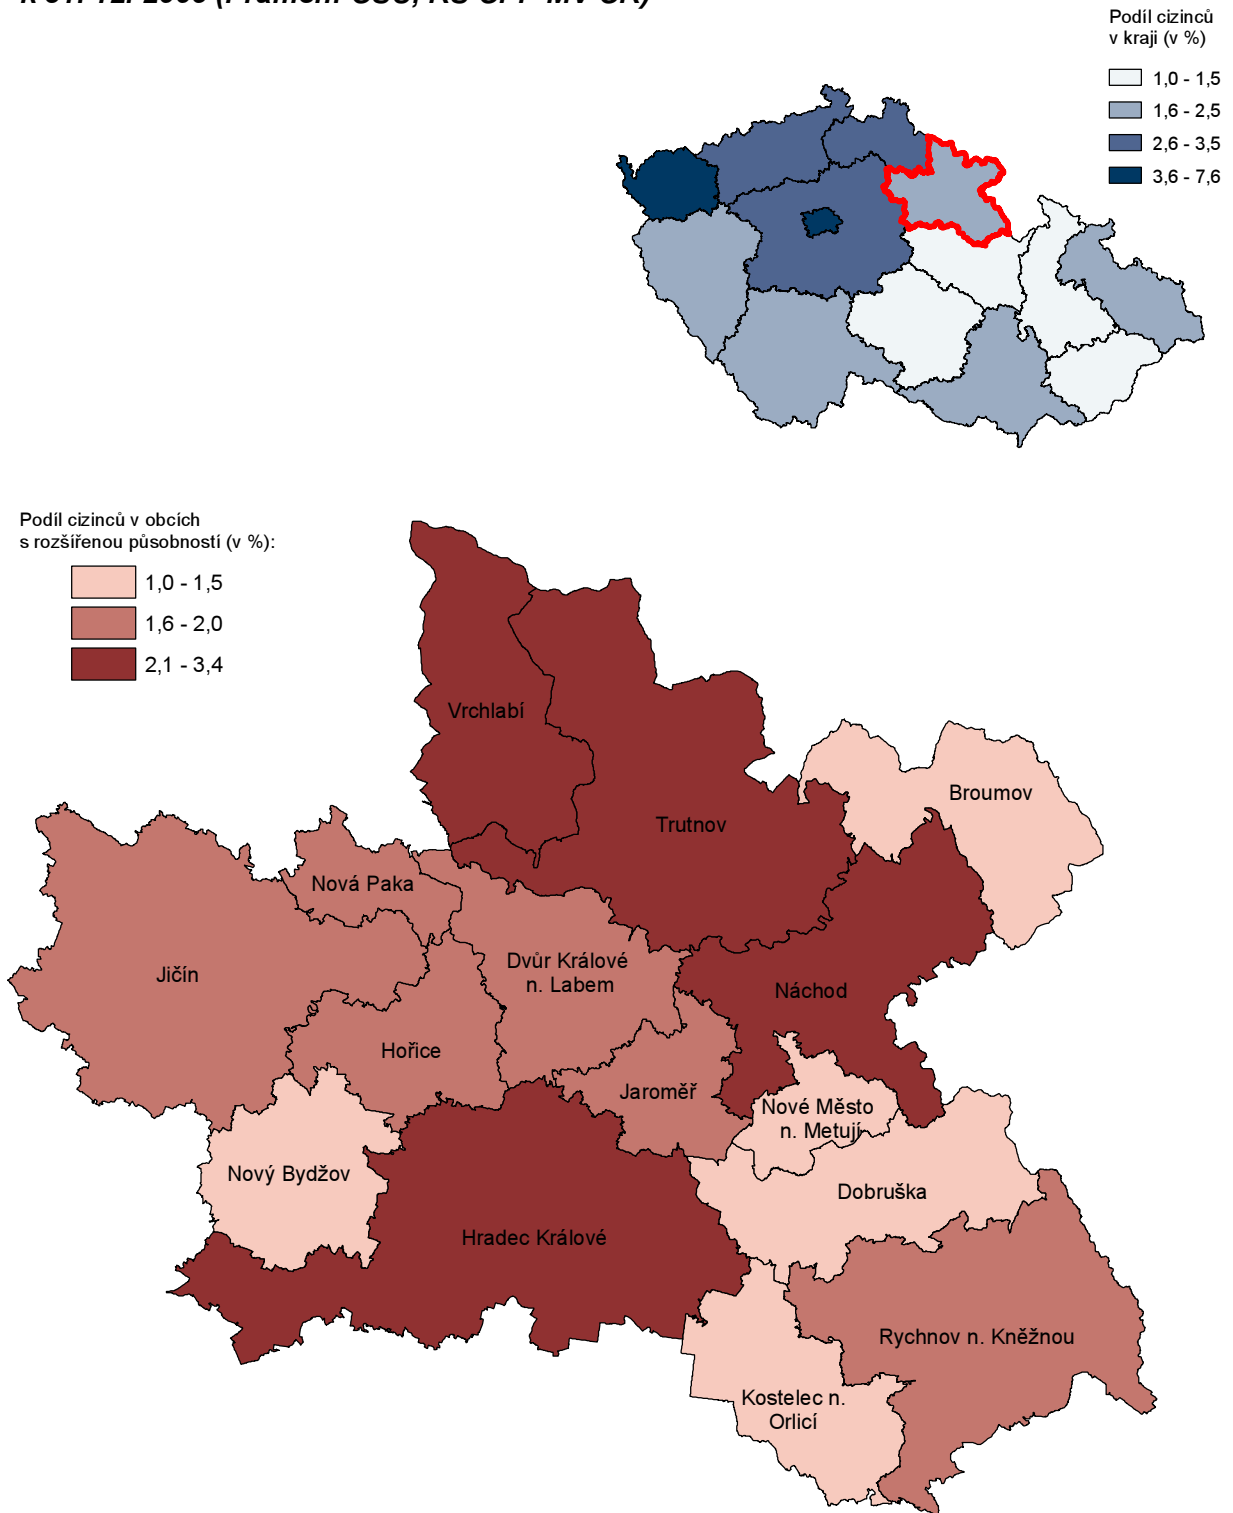 Podíl cizinců
v kraji (v %)
1,0 - 1,5
1,6 - 2,5
2,6 - 3,5
3,6 - 7,6
Podíl cizinců v obcích
s rozšířenou působností (v %):
1,0 - 1,5
1,6 - 2,0
2,1 - 3,4
Vrchlabí
Broumov
Trutnov
Nová Paka
Dvůr Králové
n. Labem
Jičín
Náchod
Hořice
Jaroměř
Nové Město
n. Metují
Nový Bydžov
Dobruška
Hradec Králové
Rychnov n. Kněžnou
Kostelec n.
Orlicí